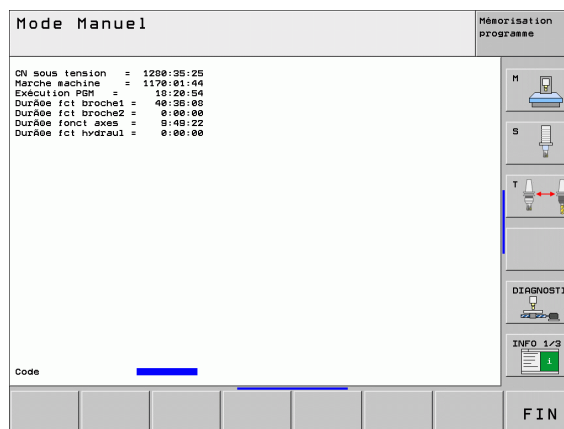 Mode Manuel
Mémorisation
programme
CN sous tension = 1280:35:25
Marche machine = 1170:01:44
Exécution PGM = 18:20:54
DurÃ©e fct broche1 = 40:36:08
DurÃ©e fct broche2 = 0:00:00
DurÃ©e fonct axes = 9:49:22
DurÃ©e fct hydraul = 0:00:00
M
S
T
DIAGNOSTI
INFO 1/3
i
Code
FIN